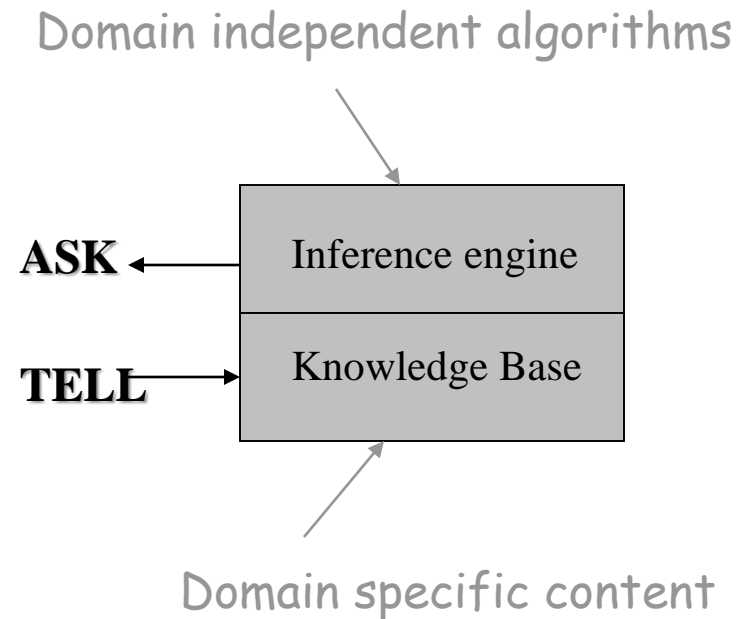 Domain independent algorithms
ASK
Inference engine
TELL
Knowledge Base
Domain specific content